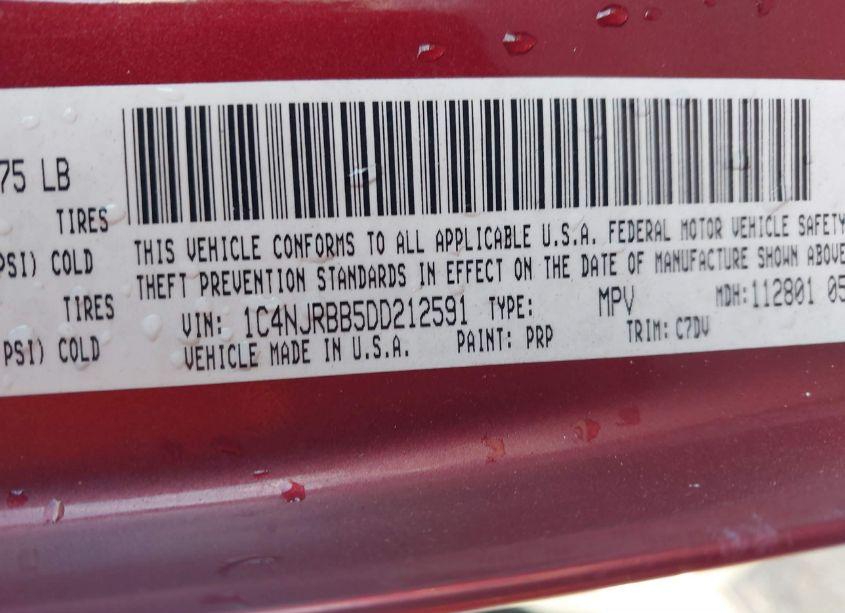 75 LB
TIRES
THIS VEHICLE CONFORMS TO ALL APPLICABLE U.S.A. FEDERAL MOTOR VEHICLE SAFETY
PSI) COLD
THEFT PREVENTION STANDARDS IN EFFECT ON THE DATE OF MANUFACTURE SHOWN ABOVE
TIRES
VIN: 1C4NJRBB5DD212591 TYPE: MPV MDH:112801 05
PSI) COLD
VEHICLE MADE IN U.S.A. PAINT: PRP TRIM: C7DV